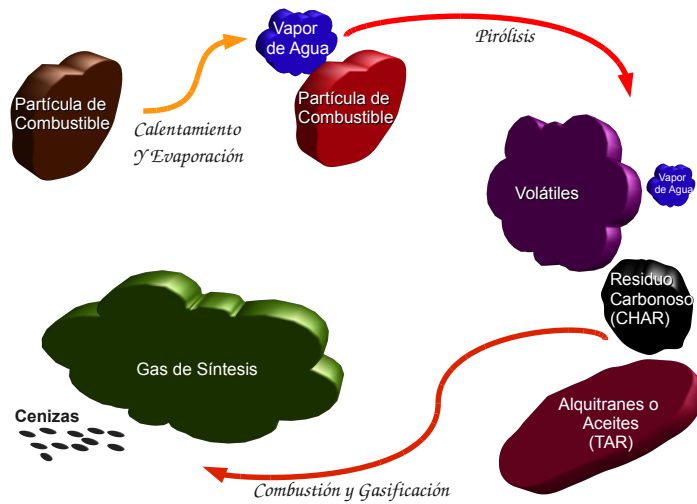 Partícula de
Combustible
Calentamiento
Y Evaporación
Vapor
de Agua
Partícula de
Combustible
Pirólisis
Volátiles
Vapor
de Agua
Residuo
Carbonoso
(CHAR)
Alquitranes o
Aceites
(TAR)
Combustión y Gasificación
Gas de Síntesis
Cenizas